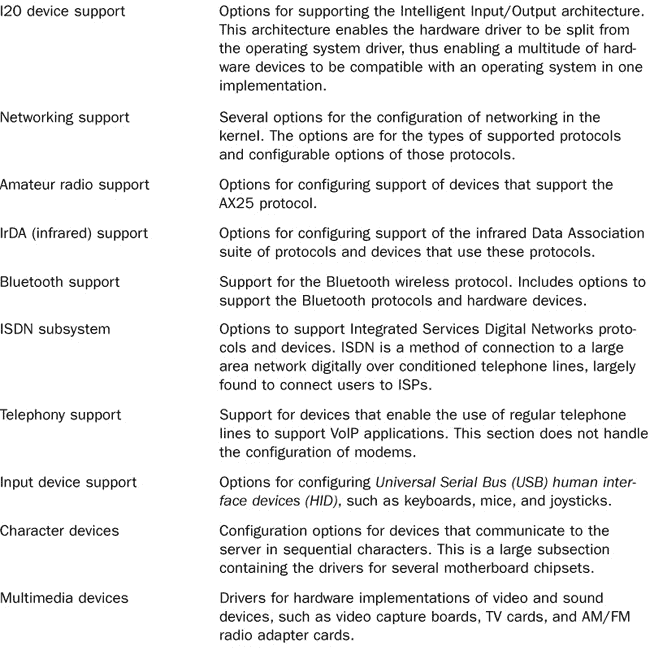 I20 device support Options for supporting the Intelligent Input/Output architecture.
This architecture enables the hardware driver to be split from
the operating system driver, thus enabling a multitude of hard-
ware devices to be compatible with an operating system in one
implementation.
Networking support Several options for the configuration of networking in the
kernel. The options are for the types of supported protocols
and configurable options of those protocols.
Amateur radio support Options for configuring support of devices that support the
AX25 protocol.
IrDA (infrared) support Options for configuring support of the infrared Data Association
suite of protocols and devices that use these protocols.
Bluetooth support Support for the Bluetooth wireless protocol. Includes options to
support the Bluetooth protocols and hardware devices.
ISDN subsystem Options to support Integrated Services Digital Networks proto-
cols and devices. ISDN is a method of connection to a large
area network digitally over conditioned telephone lines, largely
found to connect users to ISPs.
Telephony support Support for devices that enable the use of regular telephone
lines to support VoIP applications. This section does not handle
the configuration of modems.
Input device support Options for configuring Universal Serial Bus (USB) human inter-
face devices (HID), such as keyboards, mice, and joysticks.
Character devices Configuration options for devices that communicate to the
server in sequential characters. This is a large subsection
containing the drivers for several motherboard chipsets.
Multimedia devices Drivers for hardware implementations of video and sound
devices, such as video capture boards, TV cards, and AM/FM
radio adapter cards.